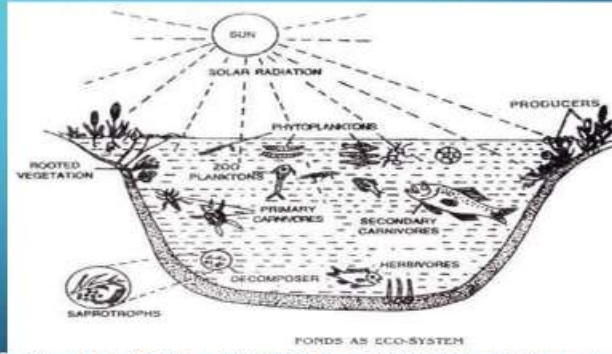 SUN
SOLAR RADIATION
PRODUCERS
PHYTOPLANKTONS
ROOTED
VEGETATION
ZOO
PLANKTONS
PRIMARY
CARNIVORES
SECONDARY
CARNIVORES
HERBIVORES
DECOMPOSER
SAPROTROPHS
PONDS AS ECO-SYSTEM